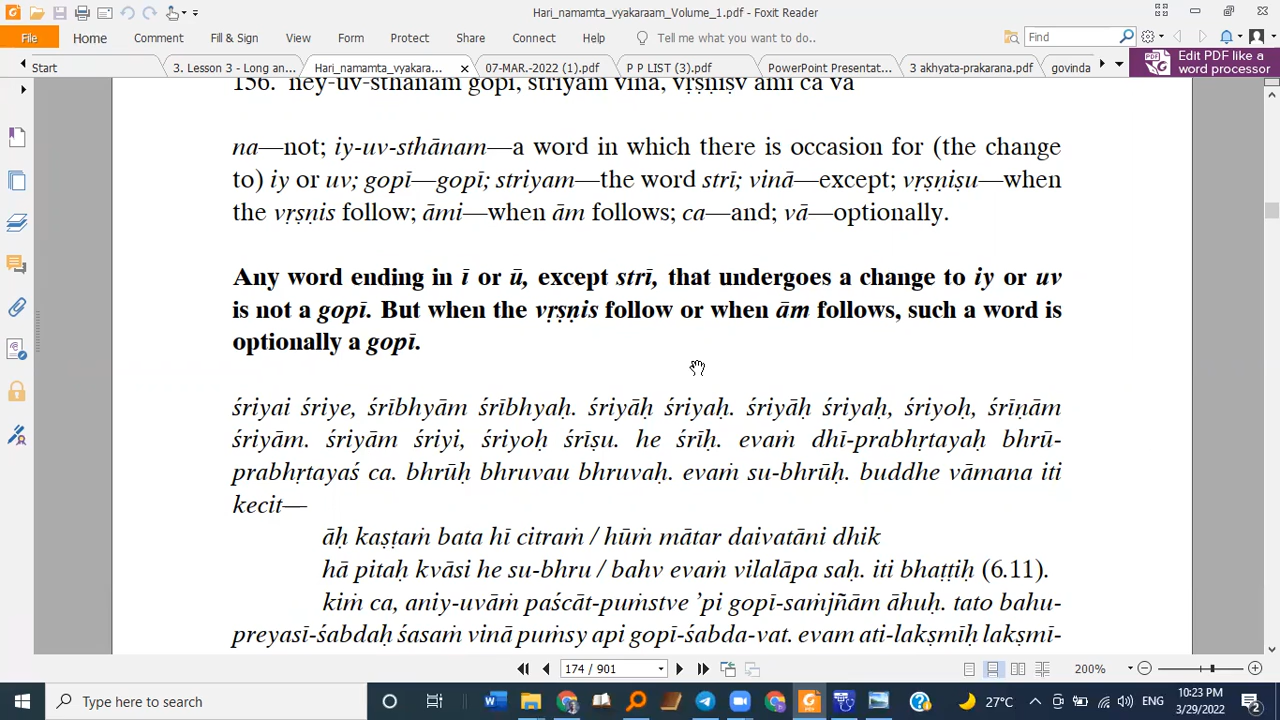 Hari_namamta_vyakaraam_Volume_1.pdf - Foxit Reader
File Home Comment Fill & Sign View Form Protect Share Connect Help Tell me what you want to do.. Find
Start 3. Lesson 3 - Long an... Hari_namamta_vyakaraam... 07-MAR-2022 (1).pdf P P LIST (3).pdf PowerPoint Presentat... 3 akhyata-prakarana.pdf govinda Edit PDF like a word processor
156. ney-uv-sthānaṁ gopī, striyaṁ vinā, vṛṣṇiṣv āmi ca vā
na—not; iy-uv-sthānam—a word in which there is occasion for (the change
to) iy or uv; gopī—gopī; striyam—the word strī; vinā—except; vṛṣṇiṣu—when
the vṛṣṇis follow; āmi—when ām follows; ca—and; vā—optionally.
Any word ending in ī or ū, except strī, that undergoes a change to iy or uv
is not a gopī. But when the vṛṣṇis follow or when ām follows, such a word is
optionally a gopī.
śriyai śriye, śrībhyām śrībhyaḥ. śriyāḥ śriyaḥ. śriyāḥ śriyaḥ, śriyoḥ, śrīṇām
śriyām. śriyām śriyi, śriyoḥ śrīṣu. he śrīḥ. evaṁ dhī-prabhṛtayaḥ bhrū-
prabhṛtayaś ca. bhrūḥ bhruvau bhruvaḥ. evaṁ su-bhrūḥ. buddhe vāmana iti
kecit—
āḥ kaṣṭaṁ bata hī citraṁ / hūṁ mātar daivatāni dhik
hā pitaḥ kvāsi he su-bhru / bahv evaṁ vilalāpa saḥ. iti bhaṭṭiḥ (6.11).
kiṁ ca, aniy-uvāṁ paścāt-puṁstve ’pi gopī-saṁjñām āhuḥ. tato bahu-
preyasī-śabdaḥ śasaṁ vinā puṁsy api gopī-śabda-vat. evam ati-lakṣmīḥ lakṣmī-
174 / 901 200%
Type here to search 27°C ENG 10:23 PM
3/29/2022 2